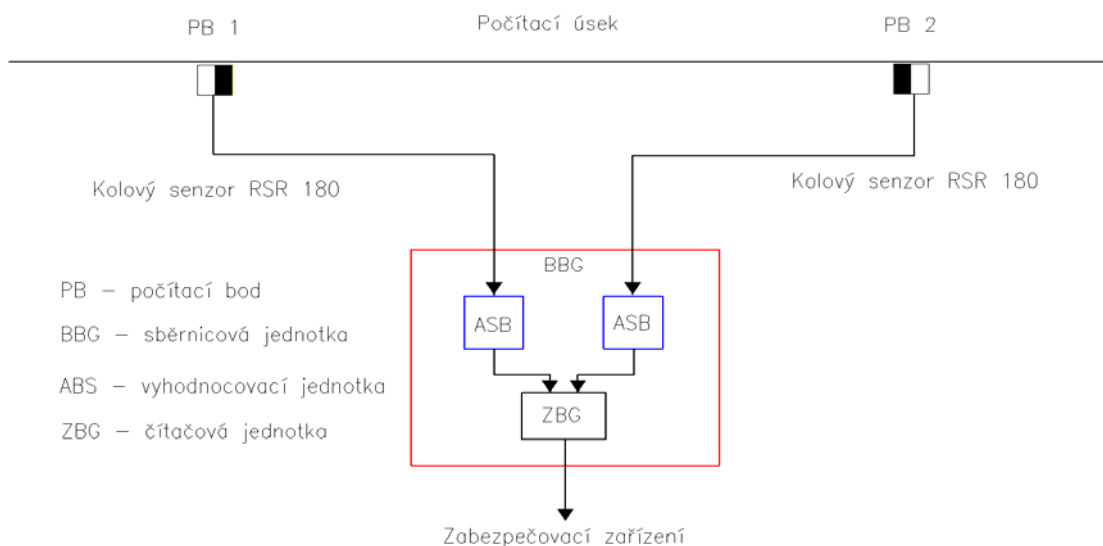 PB 1
Počítací úsek
PB 2
Kolový senzor RSR 180
Kolový senzor RSR 180
BBG
ASB
ASB
ZBG
PB – počítací bod
BBG – sběrnicová jednotka
ABS – vyhodnocovací jednotka
ZBG – čítačová jednotka
Zabezpečovací zařízení